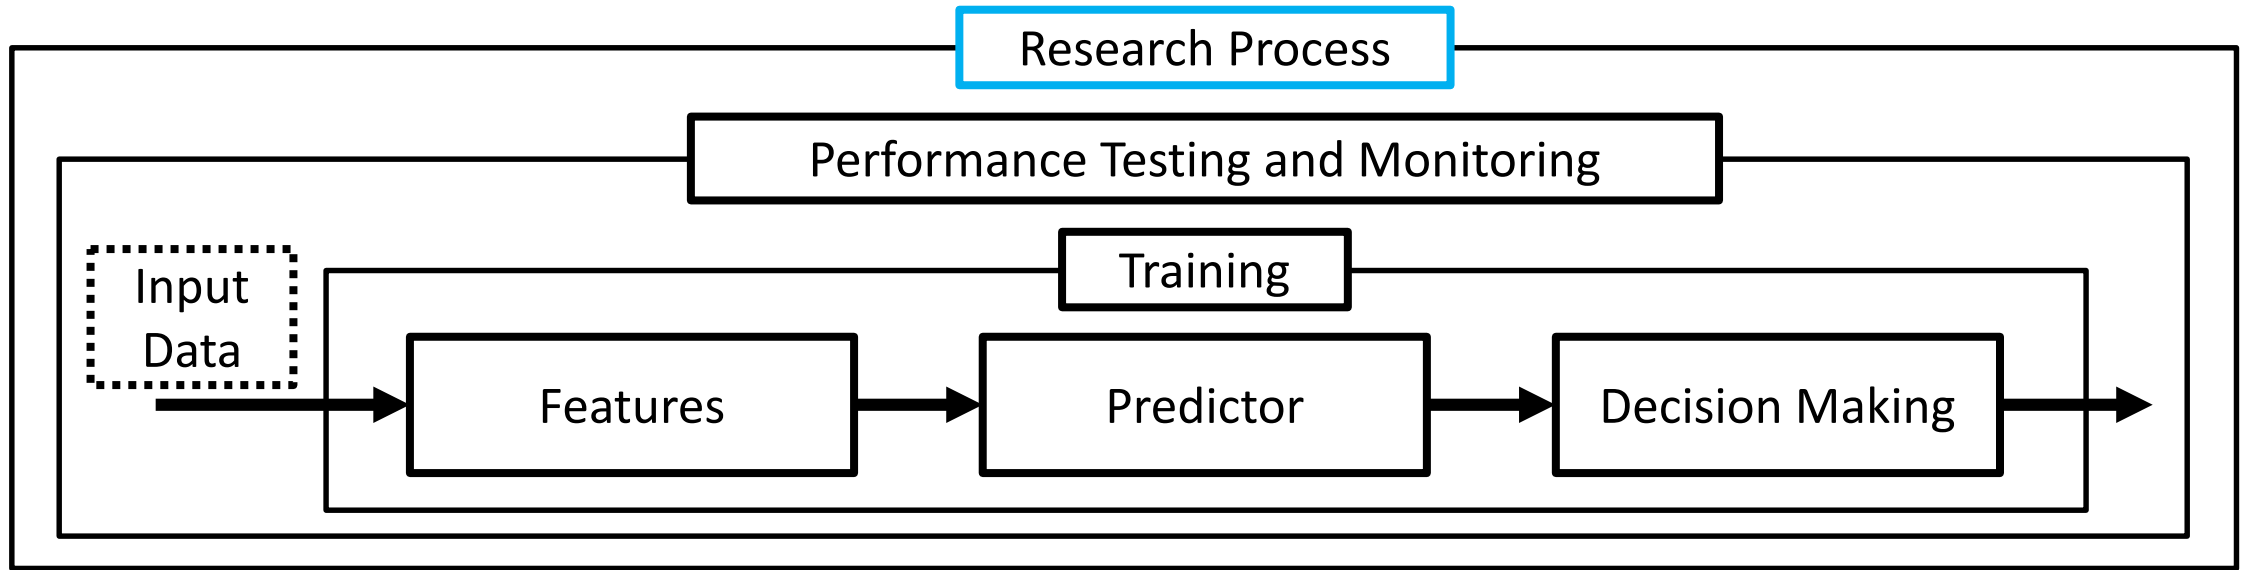 Research Process
Performance Testing and Monitoring
Training
Input
Data
Features
Predictor
Decision Making